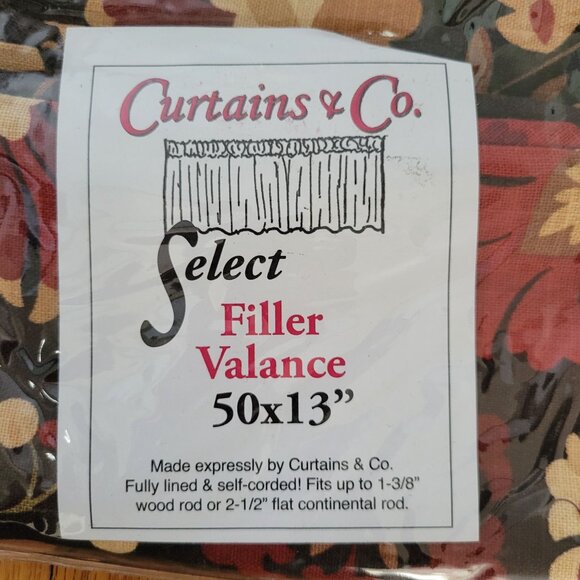 Curtains & Co.
Select
Filler
Valance
50x13”
Made expressly by Curtains & Co.
Fully lined & self-corded! Fits up to 1-3/8”
wood rod or 2-1/2” flat continental rod.